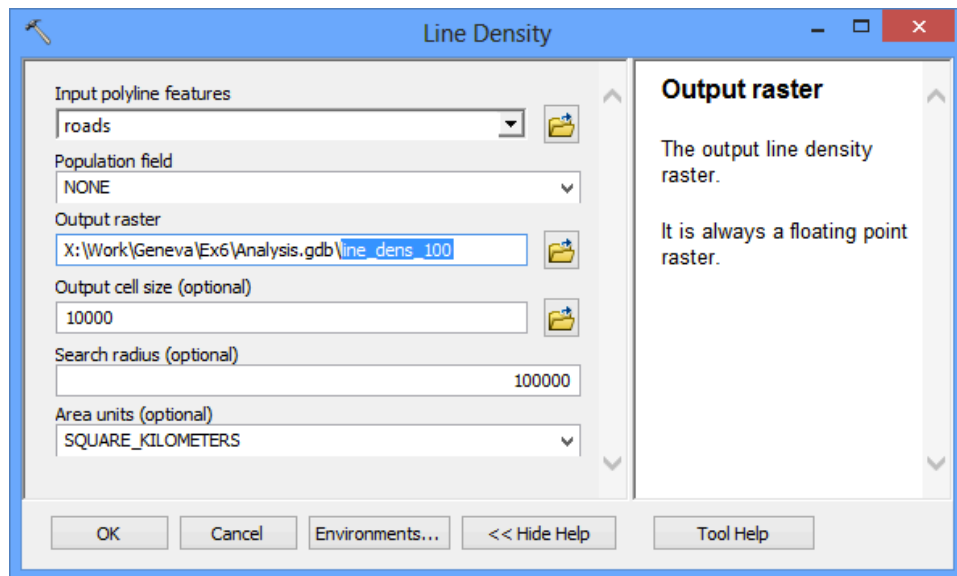 Line Density
Input polyline features
roads
Population field
NONE
Output raster
X:\Work\Geneva\Ex6\Analysis.gdb\line_dens_100
Output cell size (optional)
10000
Search radius (optional)
100000
Area units (optional)
SQUARE_KILOMETERS
Output raster
The output line density
raster.
It is always a floating point
raster.
OK
Cancel
Environments...
<< Hide Help
Tool Help